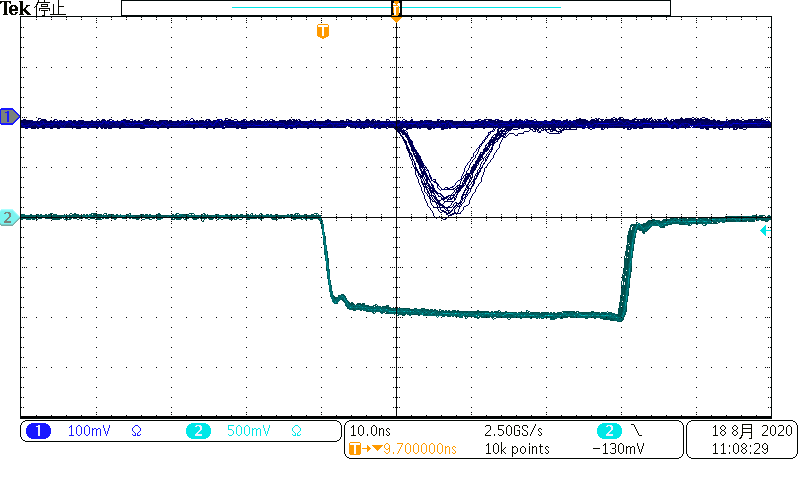 Tek 停止
T
T
1
2
1 100mV Ω 2 500mV Ω
10.0ns 2.50GS/s 2
T→▼9.700000ns 10k points −130mV
18 8月 2020
11:08:29